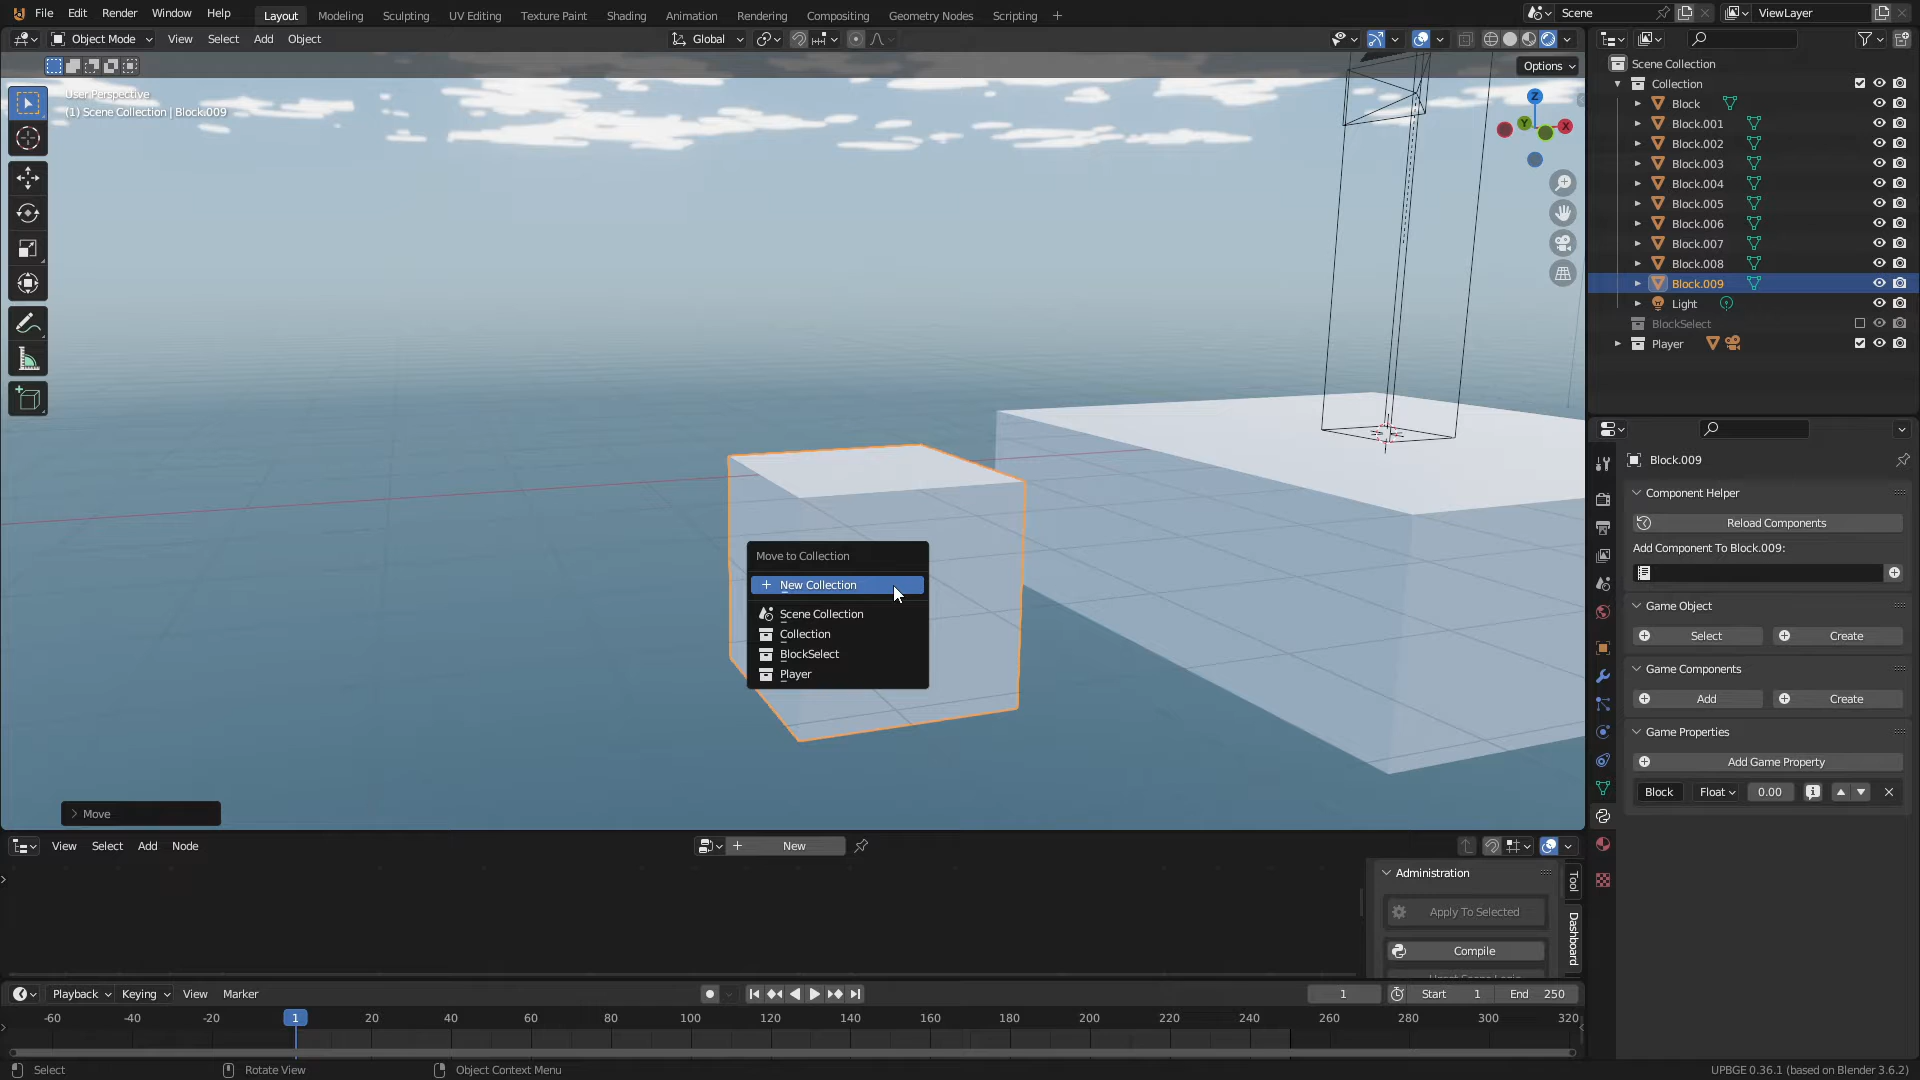 File Edit Render Window Help Layout Modeling Sculpting UV Editing Texture Paint Shading Animation Rendering Compositing Geometry Nodes Scripting + Scene ViewLayer
Object Mode View Select Add Object Global
Options
User Perspective
(1) Scene Collection | Block.009
Z
Y
X
Scene Collection
Collection
Block
Block.001
Block.002
Block.003
Block.004
Block.005
Block.006
Block.007
Block.008
Block.009
Light
BlockSelect
Player
Move to Collection
New Collection
Scene Collection
Collection
BlockSelect
Player
Move
Block.009
Component Helper
Reload Components
Add Component To Block.009:
Game Object
Select Create
Game Components
Add Create
Game Properties
Add Game Property
Block Float 0.00
View Select Add Node New
Administration
Apply To Selected
Compile
Tool
Dashboard
Playback Keying View Marker 1 Start 1 End 250
-60 -40 -20 1 20 40 60 80 100 120 140 160 180 200 220 240 260 280 300 320
Select Rotate View Object Context Menu UPBGE 0.36.1 (based on Blender 3.6.2)